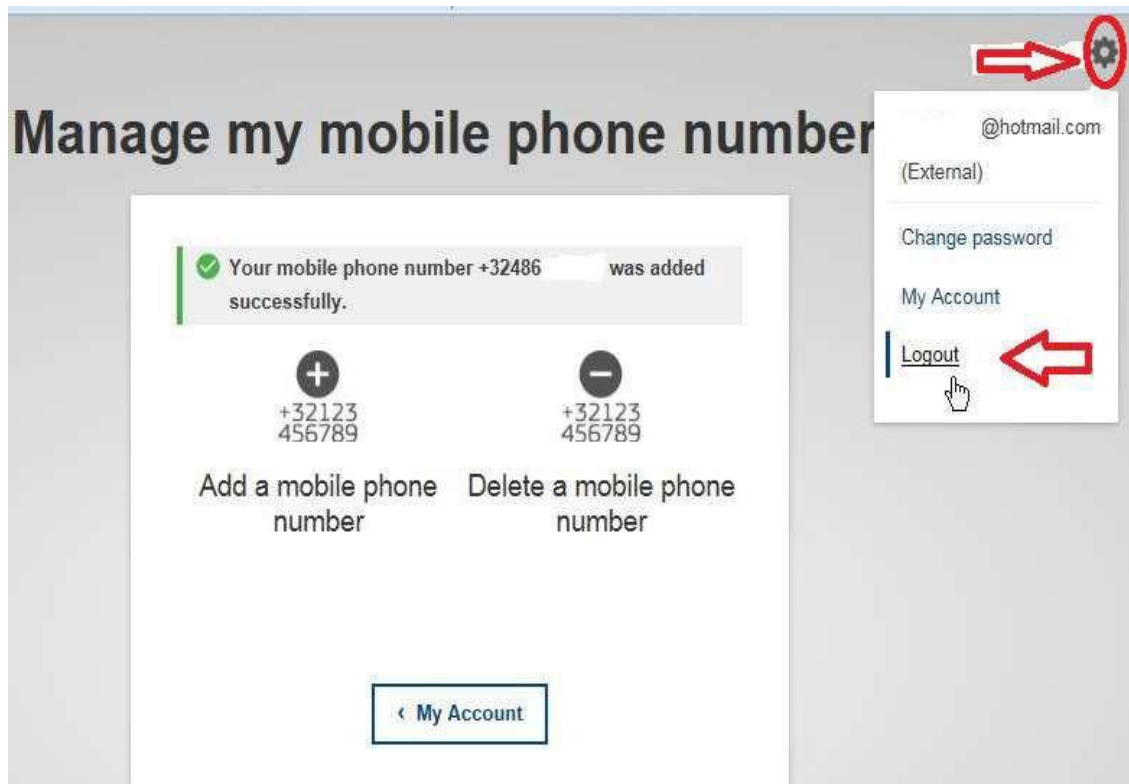 Manage my mobile phone number
@hotmail.com
(External)
Change password
My Account
Logout
Your mobile phone number +32486 was added
successfully.
+32123
456789
Add a mobile phone
number
+32123
456789
Delete a mobile phone
number
‹ My Account